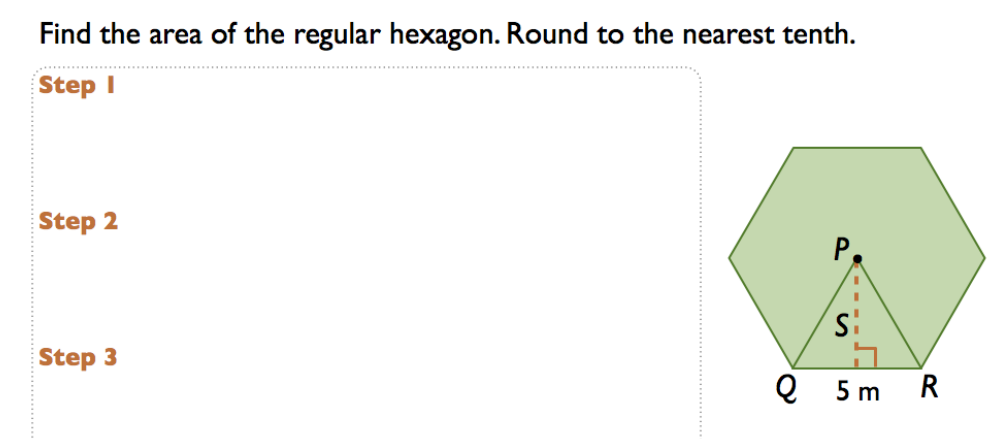 Find the area of the regular hexagon. Round to the nearest tenth.
Step 1
Step 2
Step 3
P
S
Q 5 m R